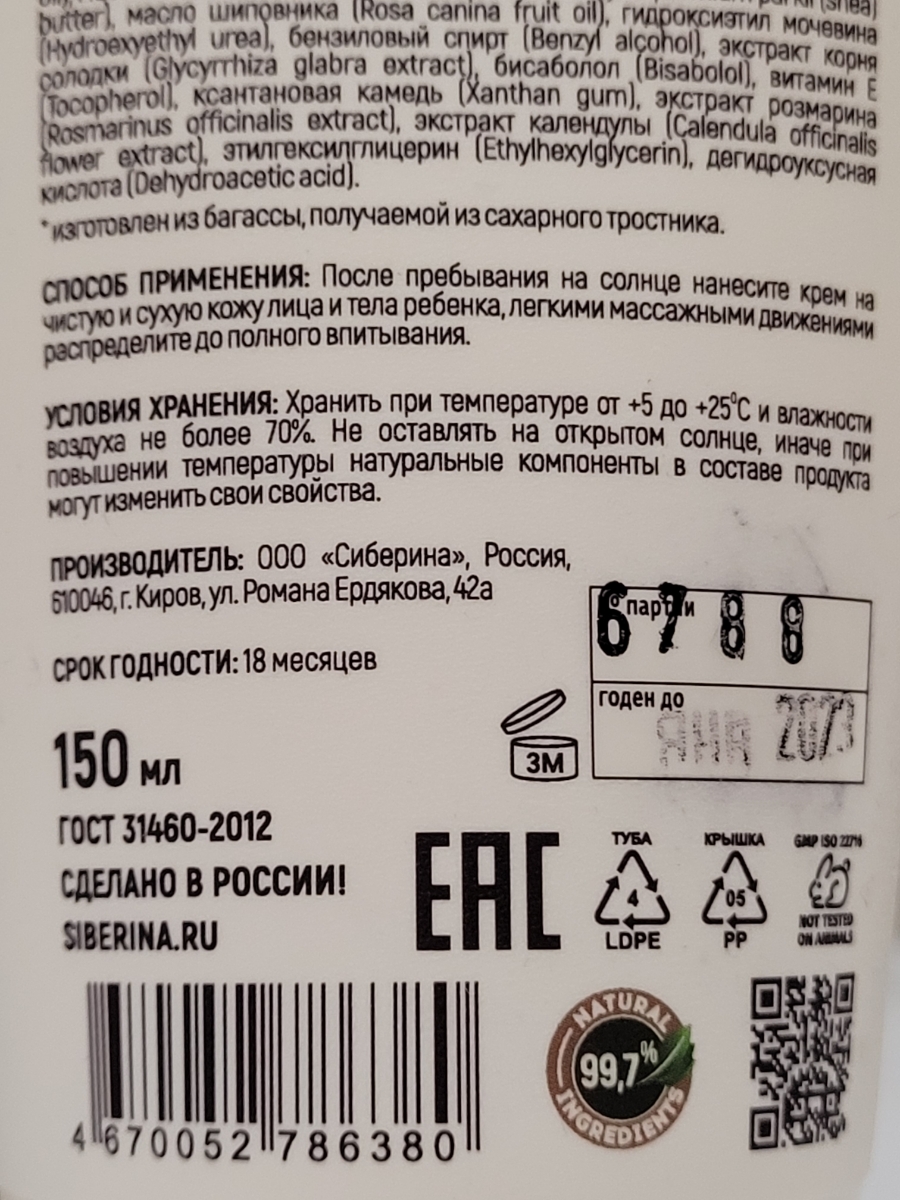 butter), масло шиповника (Rosa canina fruit oil), гидроксиэтил мочевина
(Hydroexyethyl urea), бензиловый спирт (Benzyl alcohol), экстракт корня
солодки (Glycyrrhiza glabra extract), бисаболол (Bisabolol), витамин E
(Tocopherol), ксантановая камедь (Xanthan gum), экстракт розмарина
(Rosmarinus officinalis extract), экстракт календулы (Calendula officinalis
flower extract), этилгексилглицерин (Ethylhexylglycerin), дегидроуксусная
кислота (Dehydroacetic acid).
*изготовлен из багассы, получаемой из сахарного тростника.
СПОСОБ ПРИМЕНЕНИЯ: После пребывания на солнце нанесите крем на
чистую и сухую кожу лица и тела ребенка, легкими массажными движениями
распределите до полного впитывания.
УСЛОВИЯ ХРАНЕНИЯ: Хранить при температуре от +5 до +25°C и влажности
воздуха не более 70%. Не оставлять на открытом солнце, иначе при
повышении температуры натуральные компоненты в составе продукта
могут изменить свои свойства.
ПРОИЗВОДИТЕЛЬ: ООО «Сиберина», Россия,
610046, г. Киров, ул. Романа Ердякова, 42а
СРОК ГОДНОСТИ: 18 месяцев
партии
6788
годен до
ЯНВ 2023
3М
150 мл
ГОСТ 31460-2012
СДЕЛАНО В РОССИИ!
SIBERINA.RU
EAC
ТУБА
4
LDPE
КРЫШКА
05
PP
GMP ISO 22716
NOT TESTED
ON ANIMALS
4 670052 786380
NATURAL
99,7%
INGREDIENTS